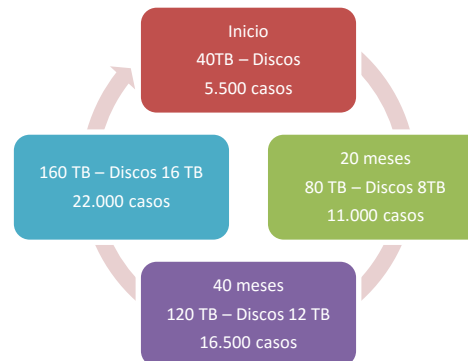 Inicio
40TB – Discos
5.500 casos
20 meses
80 TB – Discos 8TB
11.000 casos
40 meses
120 TB – Discos 12 TB
16.500 casos
160 TB – Discos 16 TB
22.000 casos